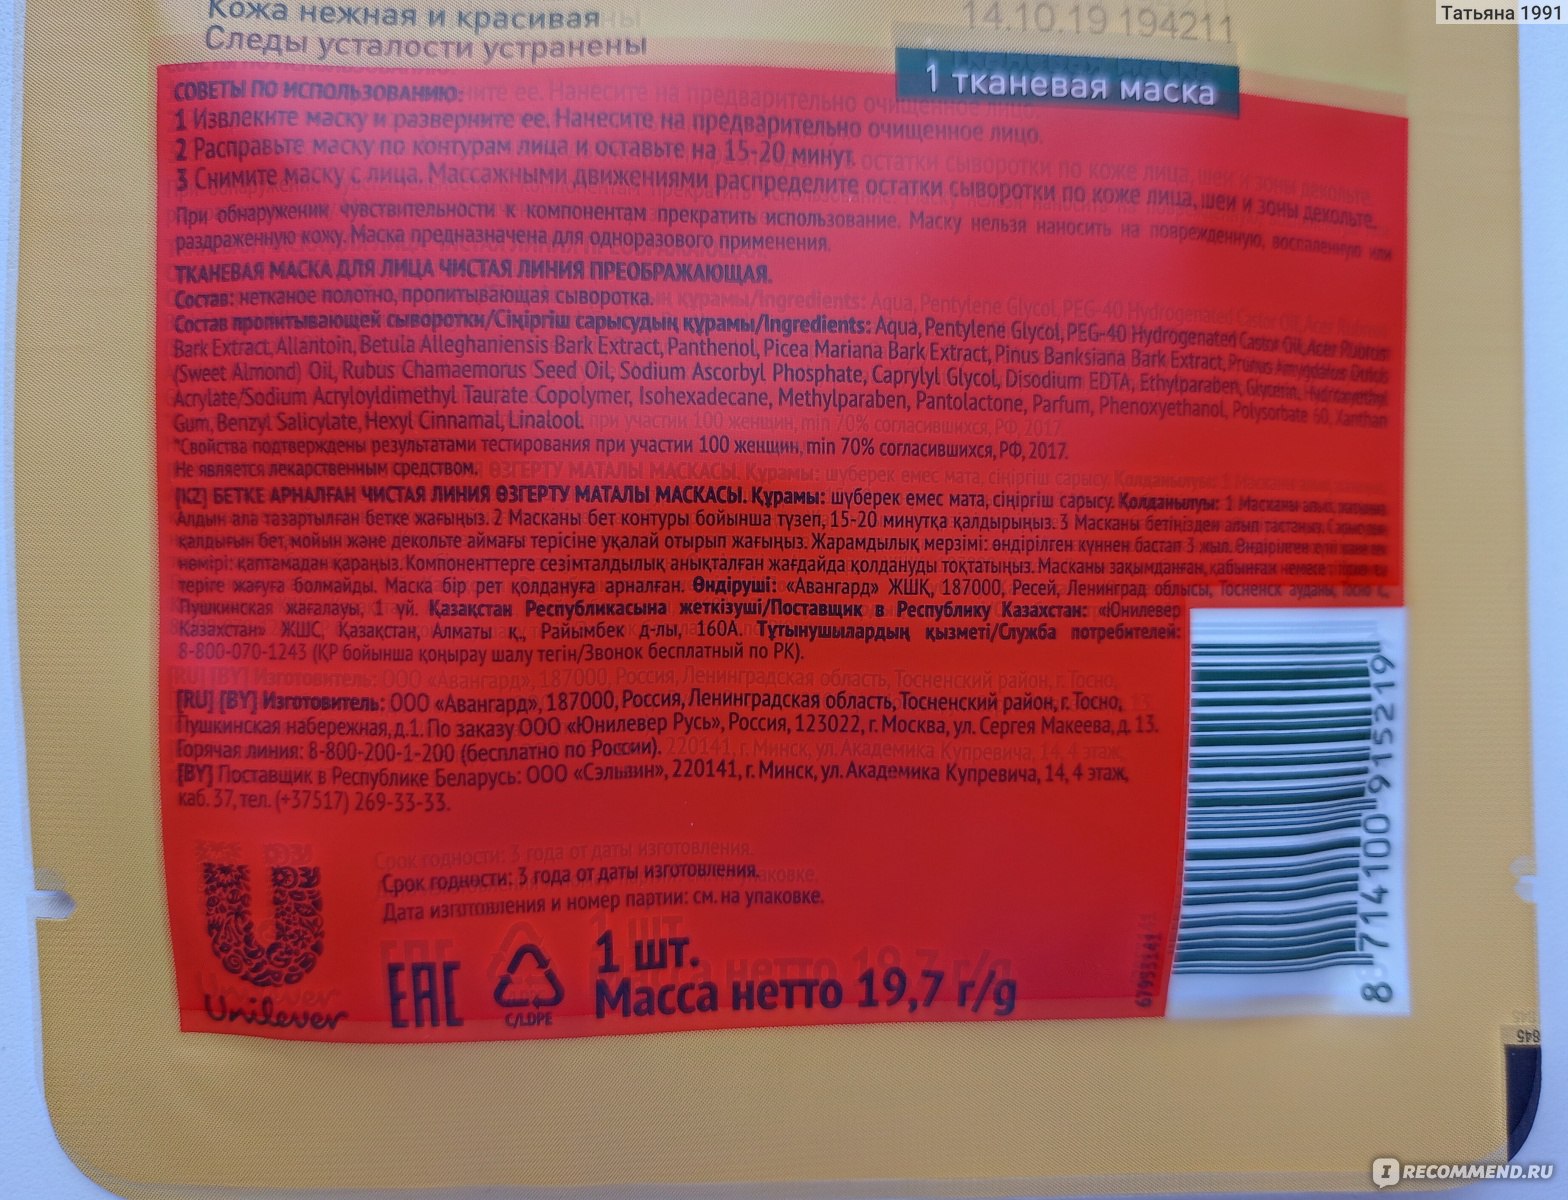 Татьяна 1991
Кожа нежная и красивая
Следы усталости устранены
14.10.19 194211
1 тканевая маска
СОВЕТЫ ПО ИСПОЛЬЗОВАНИЮ:
1 Извлеките маску и разверните ее. Нанесите на предварительно очищенное лицо.
2 Расправьте маску по контурам лица и оставьте на 15-20 минут.
3 Снимите маску с лица. Массажными движениями распределите остатки сыворотки по коже лица, шеи и зоны декольте.
При обнаружении чувствительности к компонентам прекратить использование. Маску нельзя наносить на поврежденную, воспаленную или
раздраженную кожу. Маска предназначена для одноразового применения.
ТКАНЕВАЯ МАСКА ДЛЯ ЛИЦА ЧИСТАЯ ЛИНИЯ ПРЕОБРАЖАЮЩАЯ.
Состав: нетканое полотно, пропитывающая сыворотка.
Состав пропитывающей сыворотки/Сіңіргіш сарысудың құрамы/Ingredients: Aqua, Pentylene Glycol, PEG-40 Hydrogenated Castor Oil, Acer Rubrum
Bark Extract, Allantoin, Betula Alleghaniensis Bark Extract, Panthenol, Picea Mariana Bark Extract, Pinus Banksiana Bark Extract, Prunus Amygdalus Dulcis
(Sweet Almond) Oil, Rubus Chamaemorus Seed Oil, Sodium Ascorbyl Phosphate, Caprylyl Glycol, Disodium EDTA, Ethylparaben, Glycerin, Hydroxyethyl
Acrylate/Sodium Acryloyldimethyl Taurate Copolymer, Isohexadecane, Methylparaben, Pantolactone, Parfum, Phenoxyethanol, Polysorbate 60, Xanthan
Gum, Benzyl Salicylate, Hexyl Cinnamal, Linalool.
*Свойства подтверждены результатами тестирования при участии 100 женщин, min 70% согласившихся, РФ, 2017.
Не является лекарственным средством.
[KZ] БЕТКЕ АРНАЛҒАН ЧИСТАЯ ЛИНИЯ ӨЗГЕРТУ МАТАЛЫ МАСКАСЫ. Құрамы: шүберек емес мата, сіңіргіш сарысу. Қолданылуы: 1 Масканы алып,
Алдын ала тазартылған бетке жағыңыз. 2 Масканы бет контуры бойынша түзеп, 15-20 минутқа қалдырыңыз. 3 Масканы бетіңізден алып тастаңыз.
қалдығын бет, мойын және декольте аймағы терісіне уқалай отырып жағыңыз. Жарамдылық мерзімі: өндірілген күннен бастап 3 жыл. Өндірілген күні
нөмірі: қаптамадан қараңыз. Компоненттерге сезімталдылық анықталған жағдайда қолдануды тоқтатыңыз. Масканы зақымданған, қабынған немесе
теріге жағуға болмайды. Маска бір рет қолдануға арналған. Өндіруші: «Авангард» ЖШҚ, 187000, Ресей, Ленинград облысы, Тосненск ауданы,
Пушкинская жағалауы, 1 үй. Қазақстан Республикасына жеткізуші/Поставщик в Республику Казахстан: «Юнилевер
Казахстан» ЖШС, Қазақстан, Алматы қ., Райымбек д-лы, 160А. Тұтынушылардың қызметі/Служба потребителей:
8-800-070-1243 (ҚР бойынша қоңырау шалу тегін/Звонок бесплатный по РК).
[RU] [BY] Изготовитель: ООО «Авангард», 187000, Россия, Ленинградская область, Тосненский район, г. Тосно,
Пушкинская набережная, д.1. По заказу ООО «Юнилевер Русь», Россия, 123022, г. Москва, ул. Сергея Макеева, д. 13.
Горячая линия: 8-800-200-1-200 (бесплатно по России).
[BY] Поставщик в Республике Беларусь: ООО «Сэльвин», 220141, г. Минск, ул. Академика Купревича, 14, 4 этаж,
каб. 37, тел. (+37517) 269-33-33.
Срок годности: 3 года от даты изготовления.
Дата изготовления и номер партии: см. на упаковке.
Unilever
EAC
C/LDPE
1 шт.
Масса нетто 19,7 г/g
8 714100 915219
845
RECOMMEND.RU